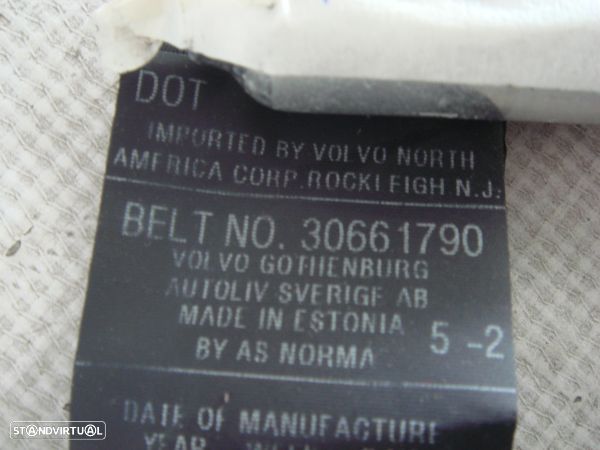 DOT
IMPORTED BY VOLVO NORTH
AMERICA CORP. ROCKLEIGH N.J.
BELT NO. 30661790
VOLVO GOTHENBURG
AUTOLIV SVERIGE AB
MADE IN ESTONIA
BY AS NORMA 5-2
DATE OF MANUFACTURE
YEAR
STANDVIRTUAL